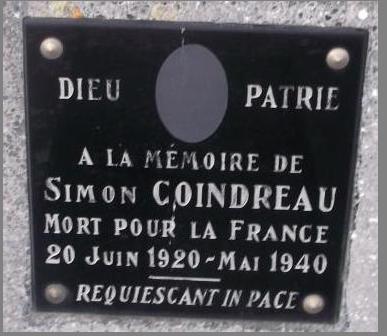 DIEU PATRIE
A LA MÉMOIRE DE
SIMON COINDREAU
MORT POUR LA FRANCE
20 JUIN 1920 - MAI 1940
REQUIESCANT IN PACE